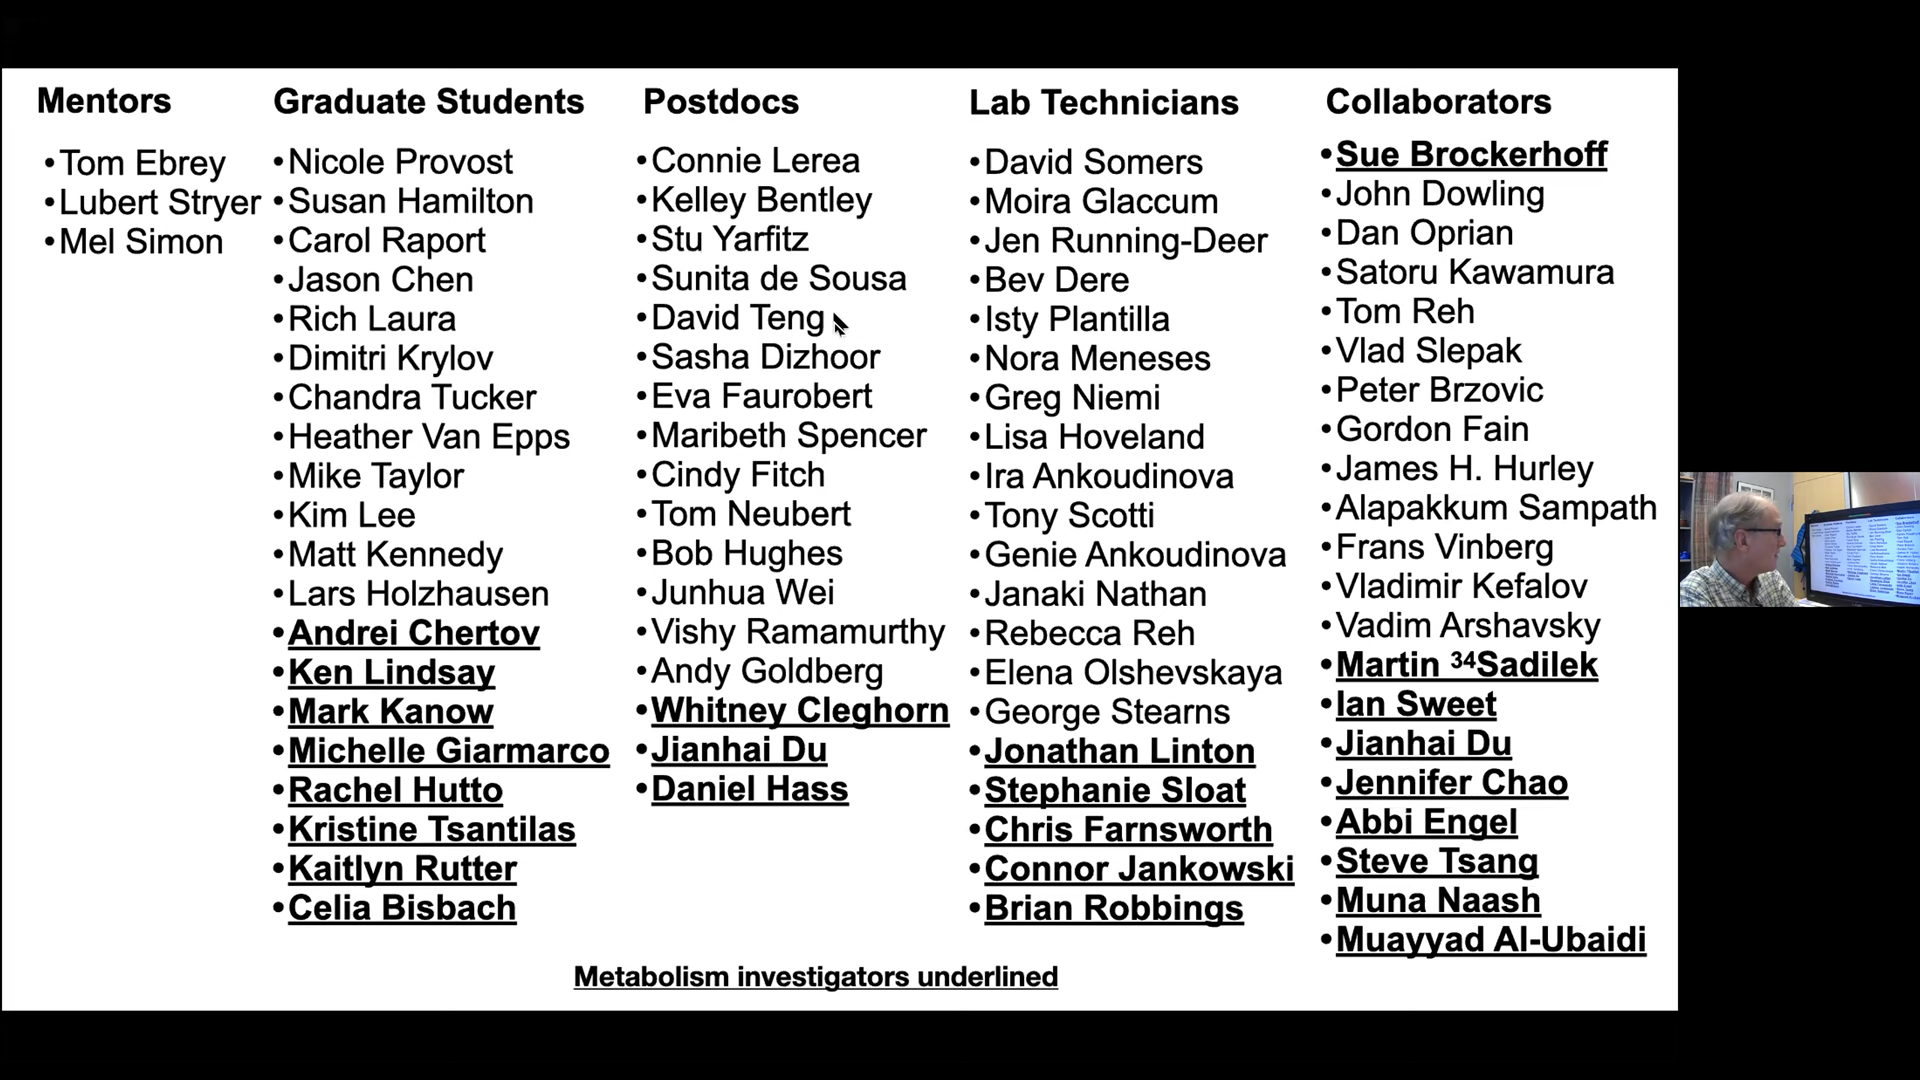 Mentors
•Tom Ebrey
•Lubert Stryer
•Mel Simon
Graduate Students
•Nicole Provost
•Susan Hamilton
•Carol Raport
•Jason Chen
•Rich Laura
•Dimitri Krylov
•Chandra Tucker
•Heather Van Epps
•Mike Taylor
•Kim Lee
•Matt Kennedy
•Lars Holzhausen
•Andrei Chertov
•Ken Lindsay
•Mark Kanow
•Michelle Giarmarco
•Rachel Hutto
•Kristine Tsantilas
•Kaitlyn Rutter
•Celia Bisbach
Postdocs
•Connie Lerea
•Kelley Bentley
•Stu Yarfitz
•Sunita de Sousa
•David Teng
•Sasha Dizhoor
•Eva Faurobert
•Maribeth Spencer
•Cindy Fitch
•Tom Neubert
•Bob Hughes
•Junhua Wei
•Vishy Ramamurthy
•Andy Goldberg
•Whitney Cleghorn
•Jianhai Du
•Daniel Hass
Lab Technicians
•David Somers
•Moira Glaccum
•Jen Running-Deer
•Bev Dere
•Isty Plantilla
•Nora Meneses
•Greg Niemi
•Lisa Hoveland
•Ira Ankoudinova
•Tony Scotti
•Genie Ankoudinova
•Janaki Nathan
•Rebecca Reh
•Elena Olshevskaya
•George Stearns
•Jonathan Linton
•Stephanie Sloat
•Chris Farnsworth
•Connor Jankowski
•Brian Robbings
Collaborators
•Sue Brockerhoff
•John Dowling
•Dan Oprian
•Satoru Kawamura
•Tom Reh
•Vlad Slepak
•Peter Brzovic
•Gordon Fain
•James H. Hurley
•Alapakkum Sampath
•Frans Vinberg
•Vladimir Kefalov
•Vadim Arshavsky
•Martin ³⁴Sadilek
•Ian Sweet
•Jianhai Du
•Jennifer Chao
•Abbi Engel
•Steve Tsang
•Muna Naash
•Muayyad Al-Ubaidi
Metabolism investigators underlined